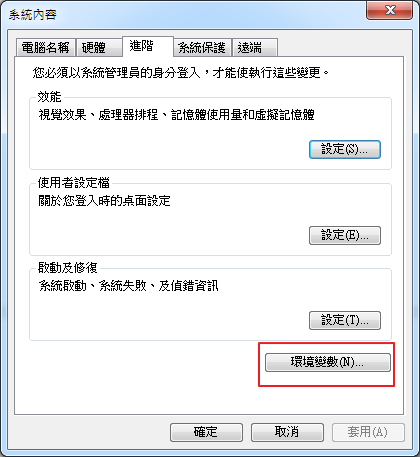 系統內容
電腦名稱 硬體 進階 系統保護 遠端
您必須以系統管理員的身分登入，才能使執行這些變更。
效能
視覺效果、處理器排程、記憶體使用量和虛擬記憶體
設定(S)...
使用者設定檔
關於您登入時的桌面設定
設定(E)...
啟動及修復
系統啟動、系統失敗、及偵錯資訊
設定(T)...
環境變數(N)...
確定 取消 套用(A)